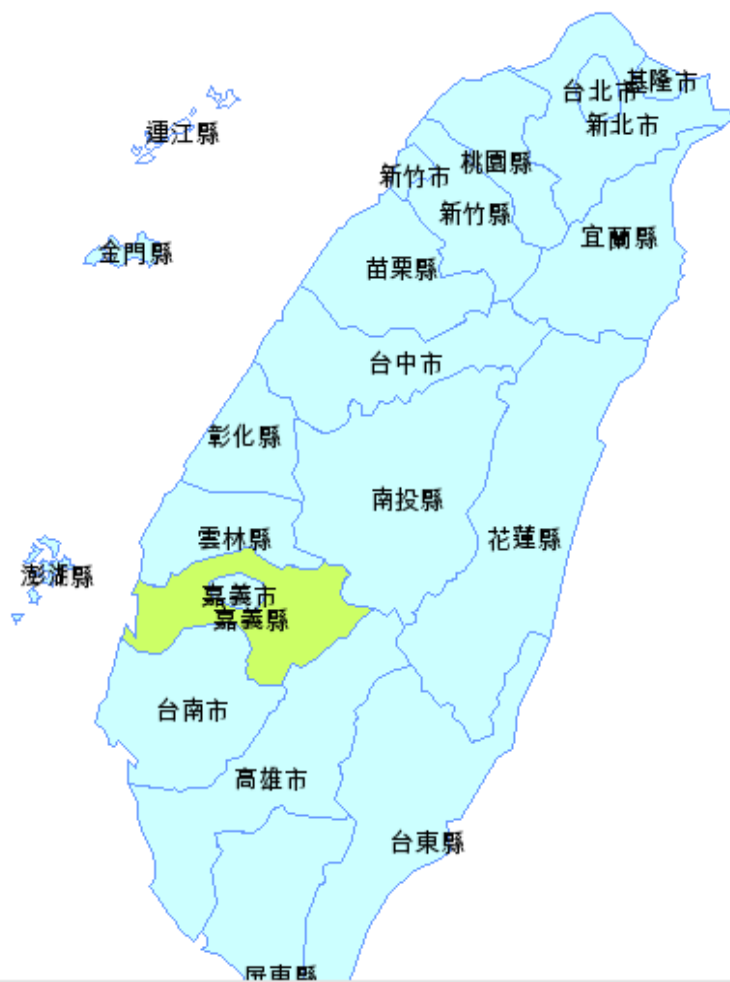 台北市
基隆市
新北市
連江縣
桃園縣
新竹市
新竹縣
宜蘭縣
金門縣
苗栗縣
台中市
彰化縣
南投縣
雲林縣
花蓮縣
澎湖縣
嘉義市
嘉義縣
台南市
高雄市
台東縣
屏東縣